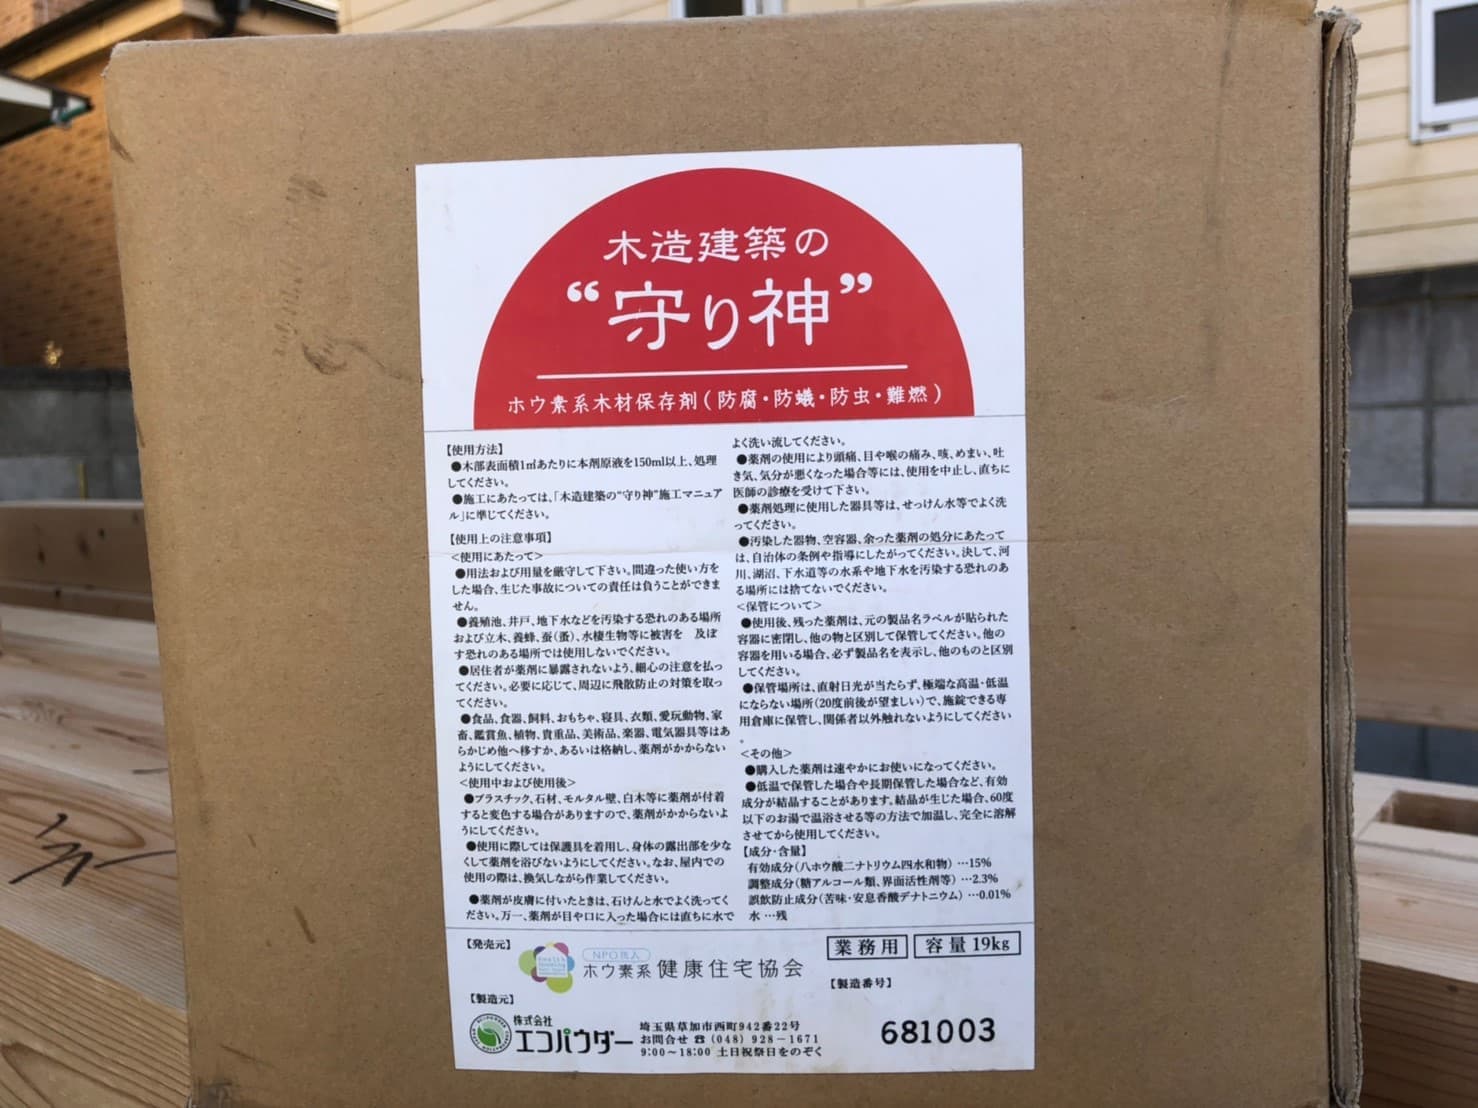 木造建築の
“守り神”
ホウ素系木材保存剤(防腐・防蟻・防虫・難燃)
【使用方法】
●木部表面積1㎡あたりに本剤原液を150ml以上、処理
してください。
●施工にあたっては、「木造建築の“守り神”施工マニュア
ル」に準じてください。
【使用上の注意事項】
<使用にあたって>
●用法および用量を厳守して下さい。間違った使い方を
した場合、生じた事故についての責任は負うことができま
せん。
●養殖池、井戸、地下水などを汚染する恐れのある場所
および立木、養蜂、蚕(蚤)、水棲生物等に被害を 及ぼ
す恐れのある場所では使用しないでください。
●居住者が薬剤に暴露されないよう、細心の注意を払っ
てください。必要に応じて、周辺に飛散防止の対策を取っ
てください。
●食品、食器、飼料、おもちゃ、寝具、衣類、愛玩動物、家
畜、鑑賞魚、植物、貴重品、美術品、楽器、電気器具等はあ
らかじめ他へ移すか、あるいは格納し、薬剤がかからない
ようにしてください。
<使用中および使用後>
●プラスチック、石材、モルタル壁、白木等に薬剤が付着
すると変色する場合がありますので、薬剤がかからないよ
うにしてください。
●使用に際しては保護具を着用し、身体の露出部を少な
くして薬剤を浴びないようにしてください。なお、屋内での
使用の際は、換気しながら作業してください。
●薬剤が皮膚に付いたときは、石けんと水でよく洗ってく
ださい。万一、薬剤が目や口に入った場合には直ちに水で
よく洗い流してください。
●薬剤の使用により頭痛、目や喉の痛み、咳、めまい、吐
き気、気分が悪くなった場合等には、使用を中止し、直ちに
医師の診療を受けて下さい。
●薬剤処理に使用した器具等は、せっけん水等でよく洗
ってください。
●汚染した器物、空容器、余った薬剤の処分にあたって
は、自治体の条例や指導にしたがってください。決して、河
川、湖沼、下水道等の水系や地下水を汚染する恐れのあ
る場所には捨てないでください。
<保管について>
●使用後、残った薬剤は、元の製品名ラベルが貼られた
容器に密閉し、他の物と区別して保管してください。他の
容器を用いる場合、必ず製品名を表示し、他のものと区別
してください。
●保管場所は、直射日光が当たらず、極端な高温・低温
にならない場所(20度前後が望ましい)で、施錠できる専
用倉庫に保管し、関係者以外触れないようにしてください
。
<その他>
●購入した薬剤は速やかにお使いになってください。
●低温で保管した場合や長期保管した場合など、有効
成分が結晶することがあります。結晶が生じた場合、60度
以下のお湯で温浴させる等の方法で加温し、完全に溶解
させてから使用してください。
【成分・含量】
有効成分(八ホウ酸二ナトリウム四水和物) …15%
調整成分(糖アルコール類、界面活性剤等) …2.3%
誤飲防止成分(苦味・安息香酸デナトニウム) …0.01%
水 …残
【発売元】
NPO法人
ホウ素系 健康住宅協会
業務用 容量19kg
【製造番号】
681003
【製造元】
株式会社
エコパウダー
埼玉県草加市西町942番22号
お問合せ ☎(048)928-1671
9:00〜18:00 土日祝祭日をのぞく